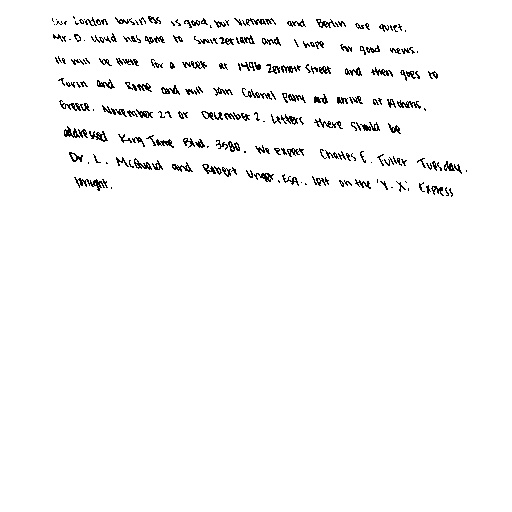 Our London business is good, but Vietnam and Berlin are quiet.
Mr. D. Lloyd has gone to Switzerland and I hope for good news.
He will be there for a week at 1496 Zermott Street and then goes to
Turin and Rome and will join Colonel Parry and arrive at Athens,
Greece, November 27 or December 2. Letters there should be
addressed King James Blvd. 3580. We expect Charles E. Fuller Tuesday.
Dr. L. McQuaid and Robert Unger, Esq., left on the 'Y.X.' Express
tonight.